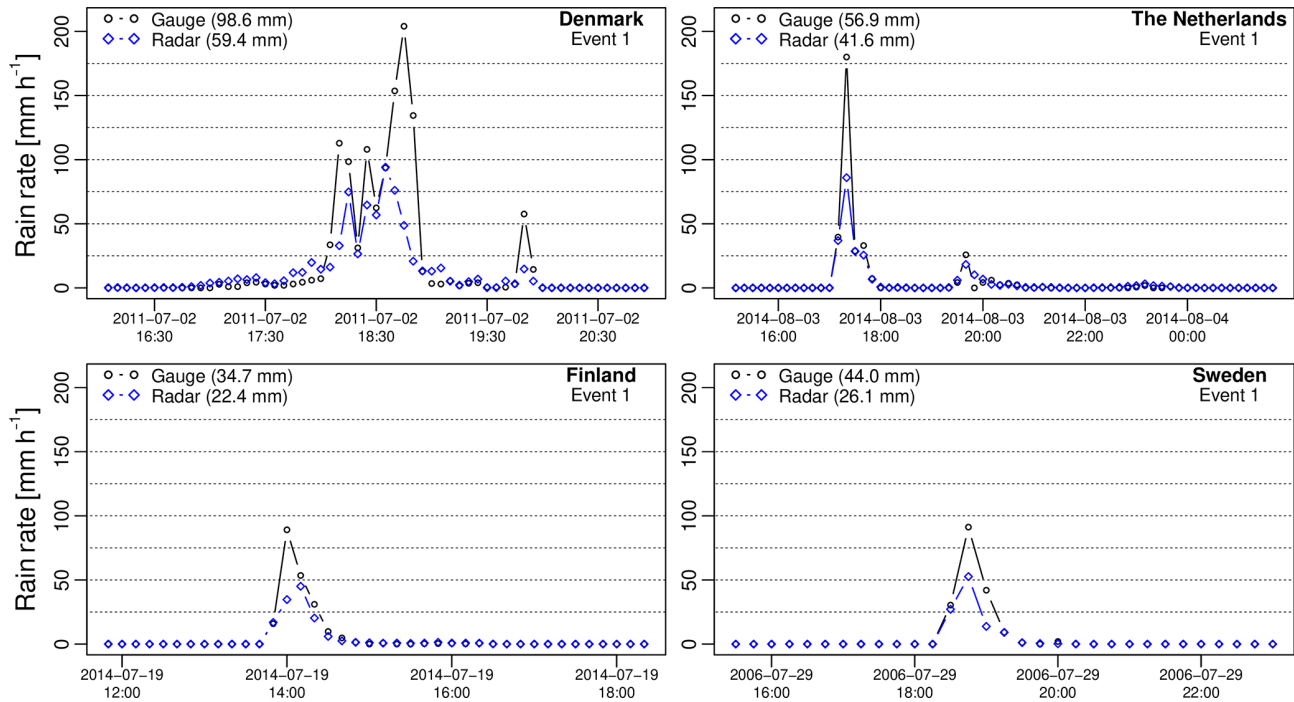 Rain rate [mm h⁻¹]
Gauge (98.6 mm)
Radar (59.4 mm)
Denmark
Event 1
200
150
100
50
0
2011−07−02 2011−07−02 2011−07−02 2011−07−02 2011−07−02
16:30 17:30 18:30 19:30 20:30
Gauge (56.9 mm)
Radar (41.6 mm)
The Netherlands
Event 1
200
150
100
50
0
2014−08−03 2014−08−03 2014−08−03 2014−08−03 2014−08−04
16:00 18:00 20:00 22:00 00:00
Rain rate [mm h⁻¹]
Gauge (34.7 mm)
Radar (22.4 mm)
Finland
Event 1
200
150
100
50
0
2014−07−19 2014−07−19 2014−07−19 2014−07−19
12:00 14:00 16:00 18:00
Gauge (44.0 mm)
Radar (26.1 mm)
Sweden
Event 1
200
150
100
50
0
2006−07−29 2006−07−29 2006−07−29 2006−07−29
16:00 18:00 20:00 22:00